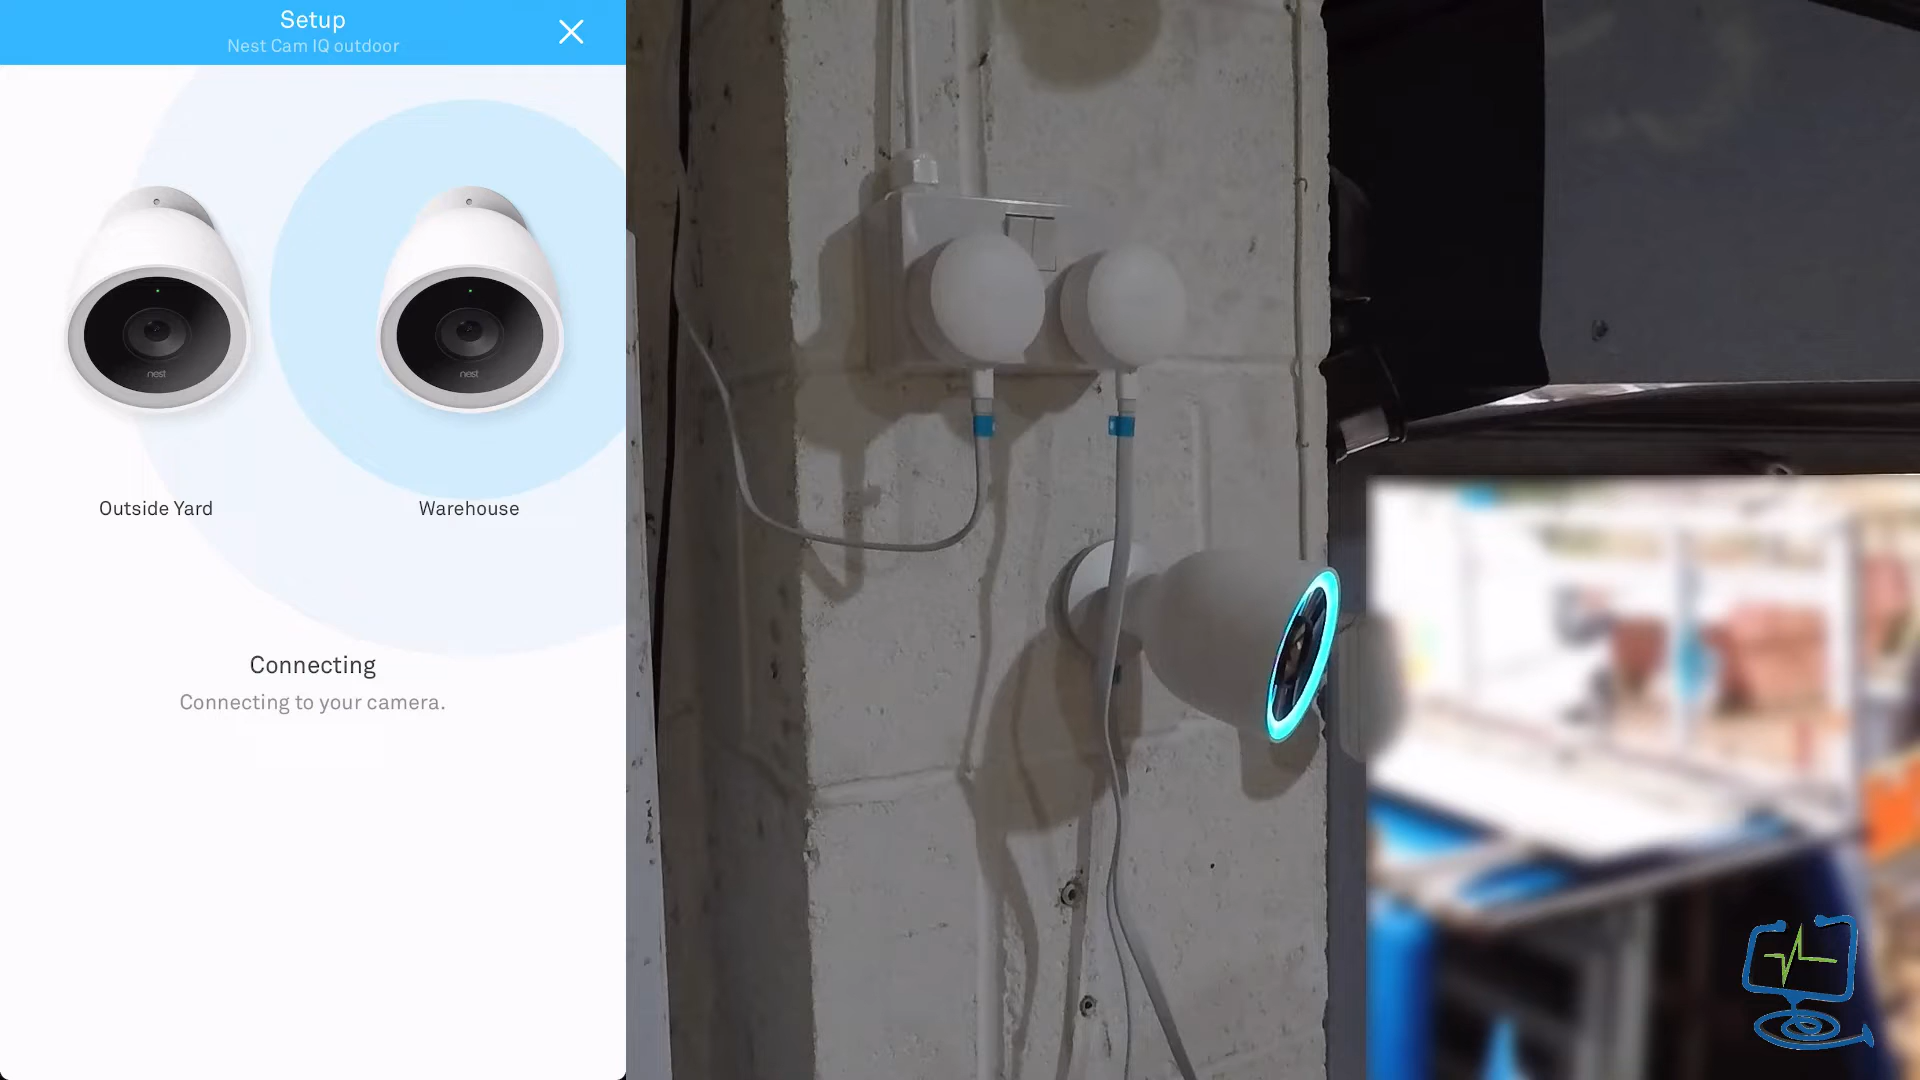 Setup
Nest Cam IQ outdoor
nest
nest
Outside Yard
Warehouse
Connecting
Connecting to your camera.